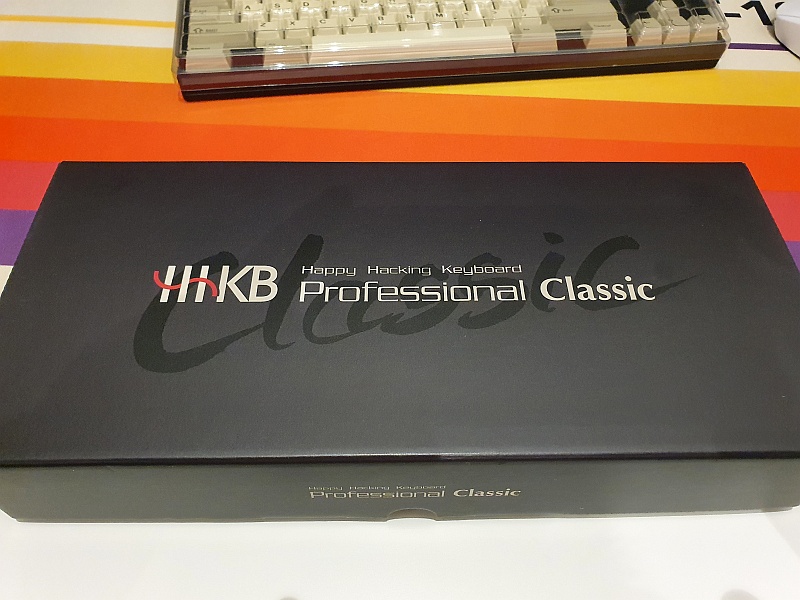 Classic
HHKB
Happy Hacking Keyboard
Professional Classic
Happy Hacking Keyboard
Professional Classic